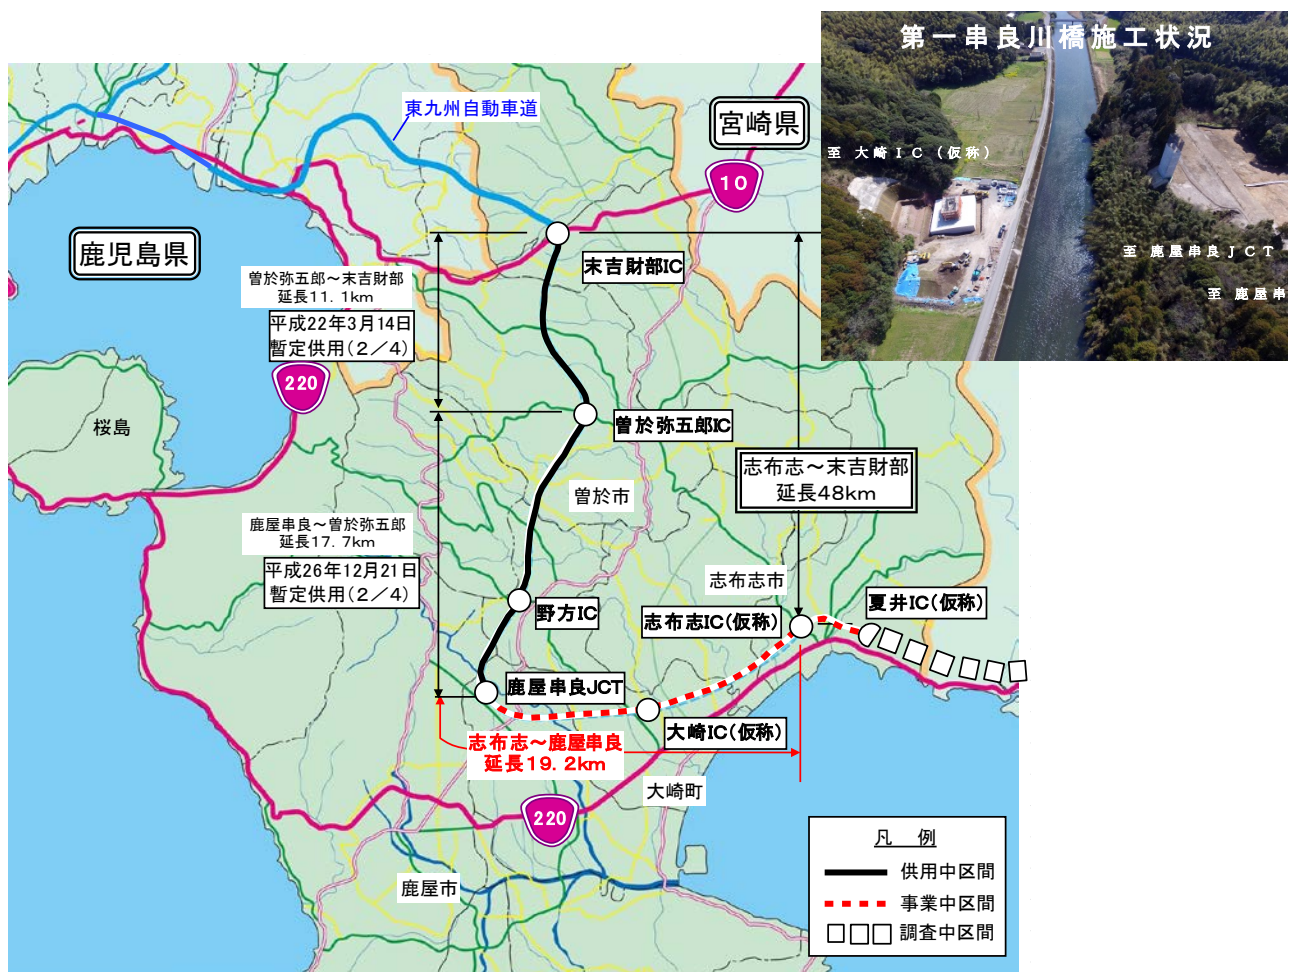 第一串良川橋施工状況
至 大崎IC(仮称)
至 鹿屋串良JCT
至 鹿屋串
東九州自動車道
宮崎県
10
鹿児島県
末吉財部IC
曽於弥五郎～末吉財部
延長11．1km
平成22年3月14日
暫定供用(2／4)
220
桜島
曽於弥五郎IC
志布志～末吉財部
延長48km
曽於市
鹿屋串良～曽於弥五郎
延長17．7km
平成26年12月21日
暫定供用(2／4)
志布志市
夏井IC(仮称)
野方IC
志布志IC(仮称)
鹿屋串良JCT
大崎IC(仮称)
志布志～鹿屋串良
延長19．2km
大崎町
220
鹿屋市
凡　例
供用中区間
事業中区間
調査中区間